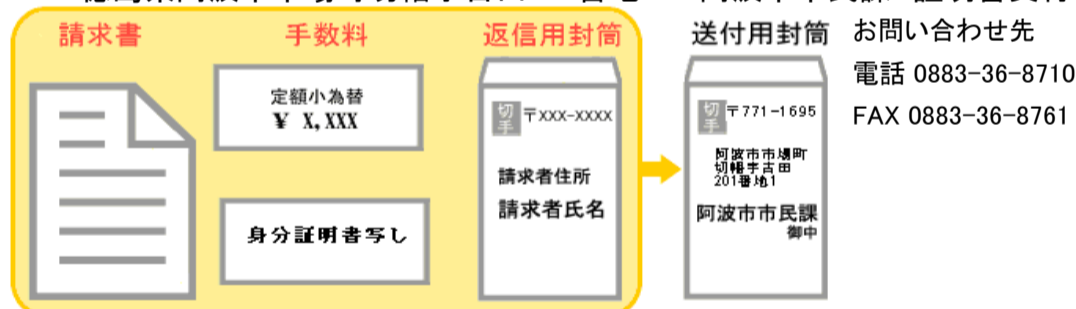 請求書
手数料
返信用封筒
送付用封筒
お問い合わせ先
電話 0883-36-8710
FAX 0883-36-8761
定額小為替
¥ X,XXX
身分証明書写し
切手
〒xxx-xxxx
請求者住所
請求者氏名
切手
〒771-1695
阿波市市場町
切幡字古田
201番地1
阿波市市民課
御中